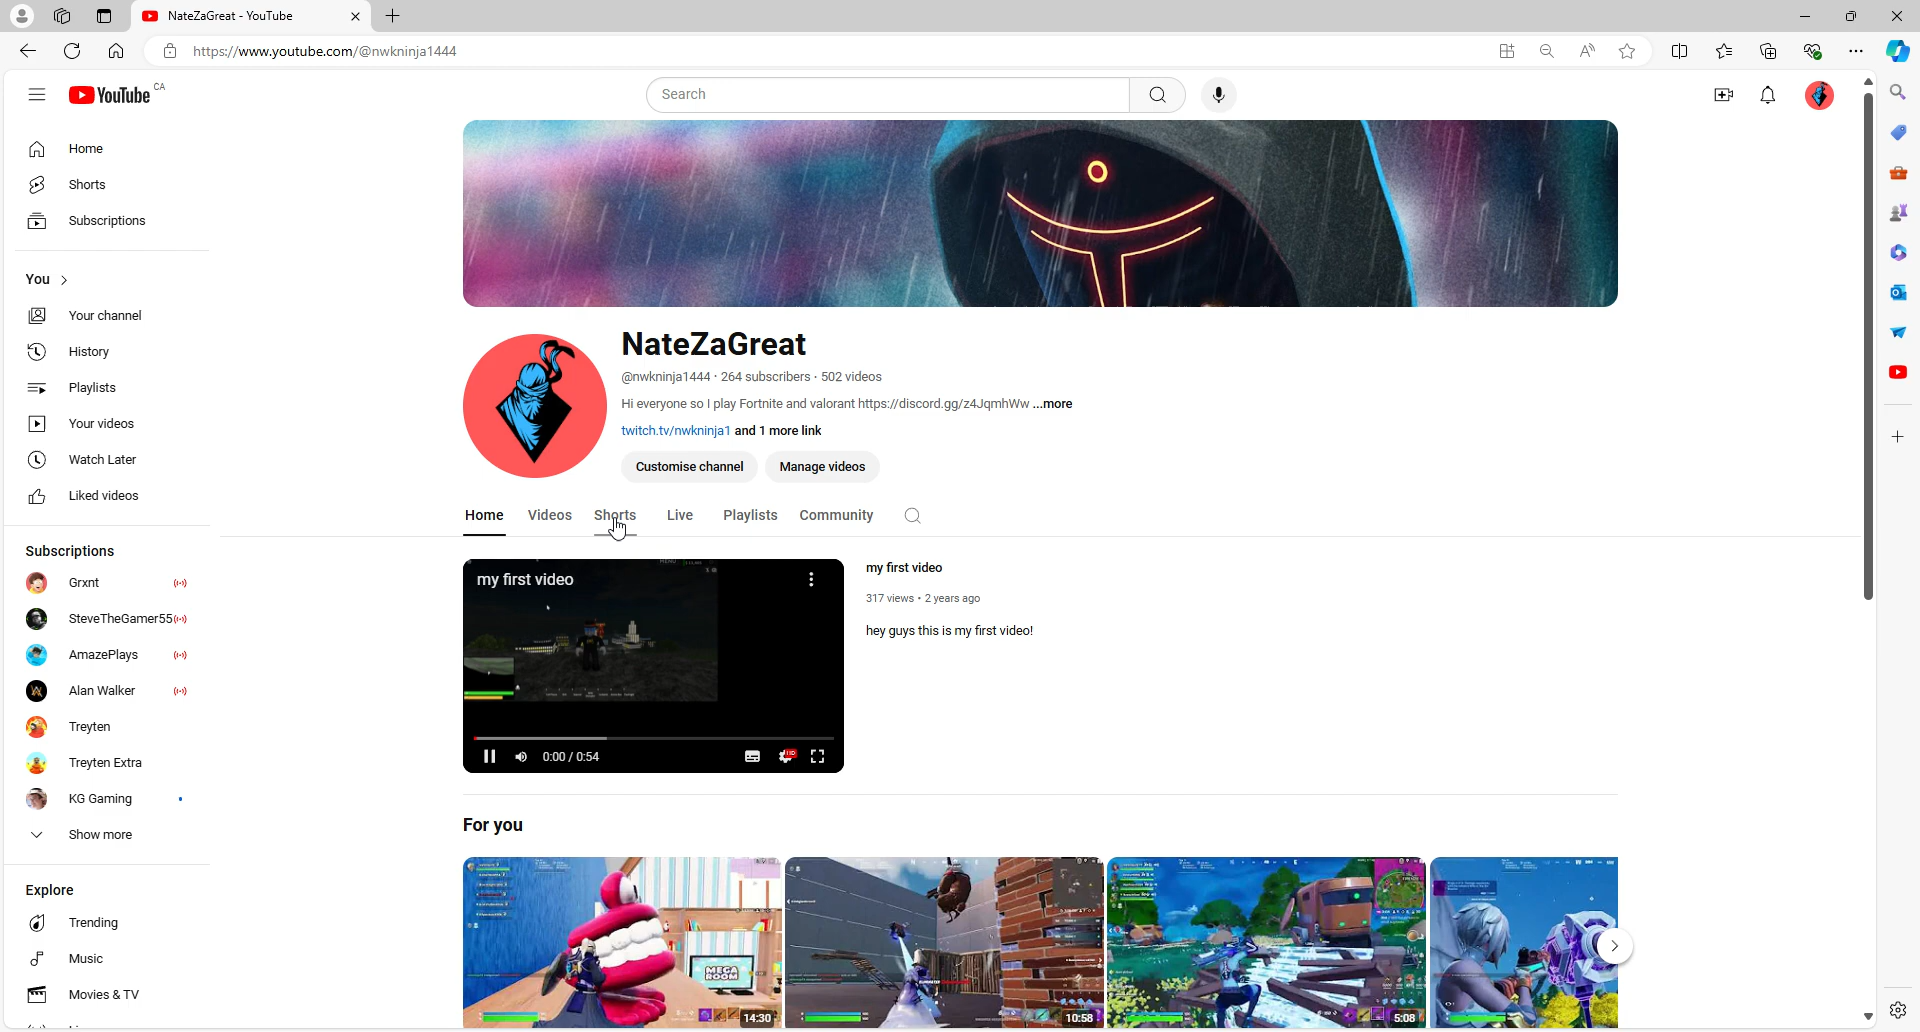 NateZaGreat - YouTube
https://www.youtube.com/@nwkninja1444
YouTube CA
Search
Home
Shorts
Subscriptions
You
Your channel
History
Playlists
Your videos
Watch Later
Liked videos
Subscriptions
Grxnt
SteveTheGamer55
AmazePlays
Alan Walker
Treyten
Treyten Extra
KG Gaming
Show more
Explore
Trending
Music
Movies & TV
NateZaGreat
@nwkninja1444 · 264 subscribers · 502 videos
Hi everyone so I play Fortnite and valorant https://discord.gg/z4JqmhWw ...more
twitch.tv/nwkninja1 and 1 more link
Customise channel Manage videos
Home Videos Shorts Live Playlists Community
my first video
0:00 / 0:54
HD
my first video
317 views · 2 years ago
hey guys this is my first video!
For you
MEGA
ROOM
14:30
10:58
5:08